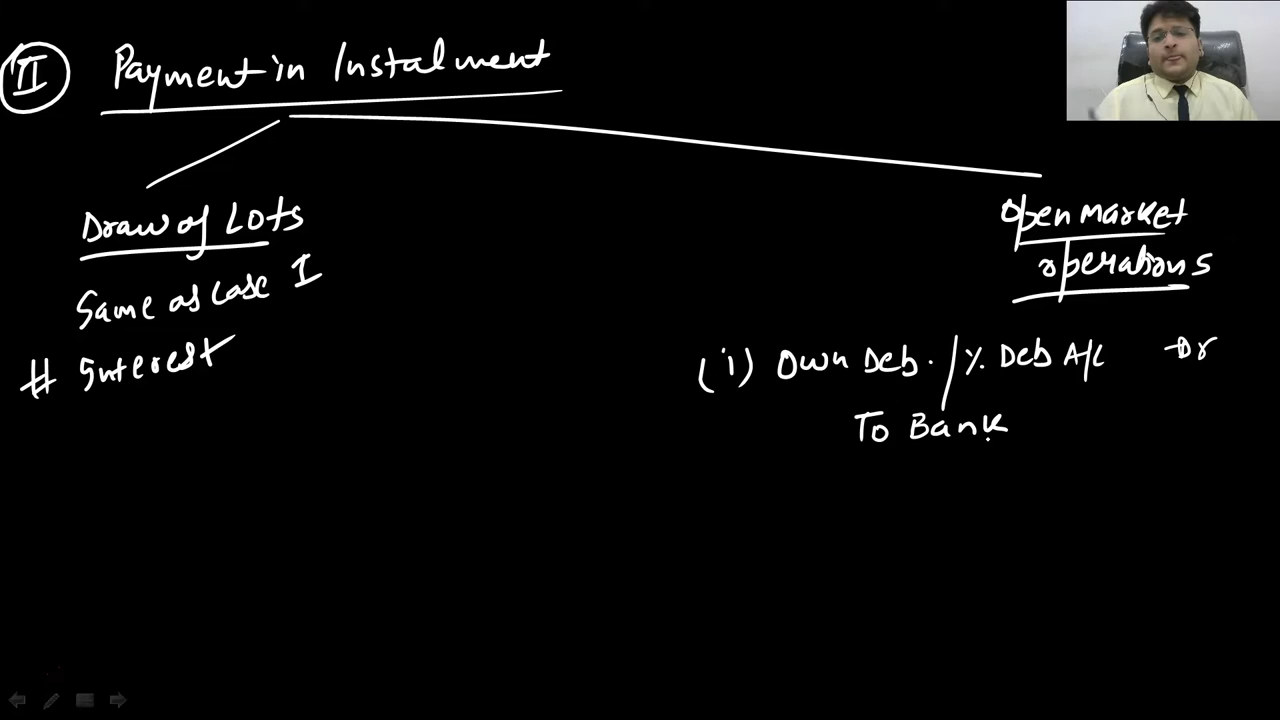 II Payment in Instalment
Draw of Lots
Same as Case I
# Interest
Open Market
operations
(i) Own Deb. / % Deb A/c Dr
To Bank